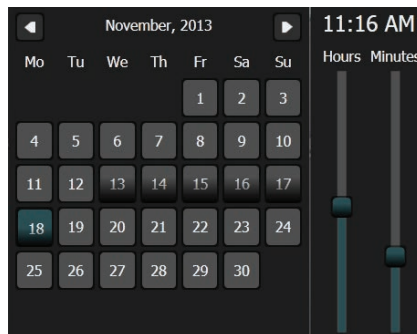 November, 2013
Mo Tu We Th Fr Sa Su
1 2 3
4 5 6 7 8 9 10
11 12 13 14 15 16 17
18 19 20 21 22 23 24
25 26 27 28 29 30
11:16 AM
Hours Minutes